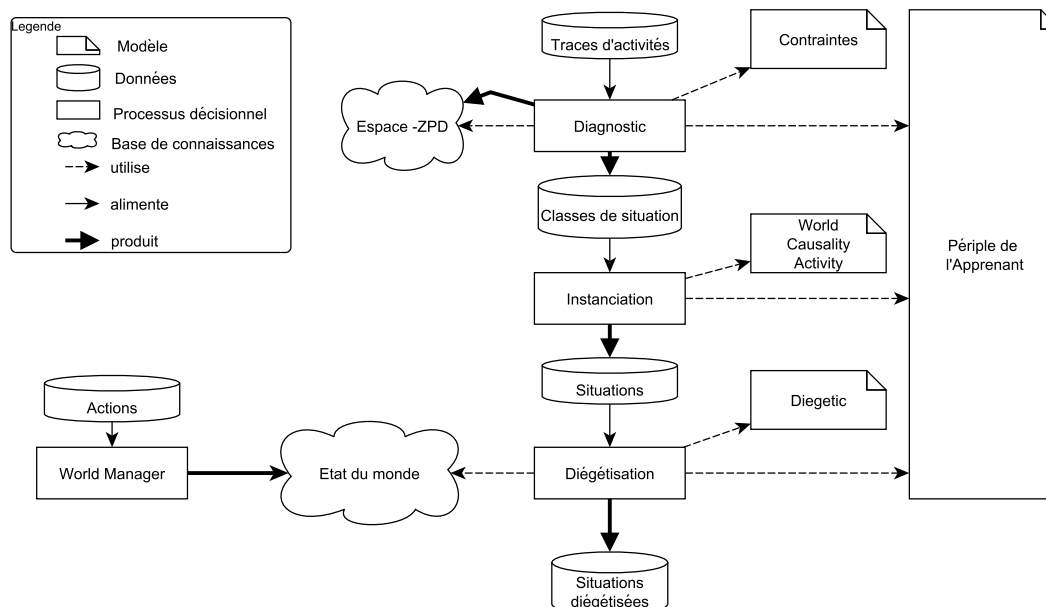 Legende
Modèle
Données
Processus décisionnel
Base de connaissances
utilise
alimente
produit
Traces d'activités
Contraintes
Espace -ZPD
Diagnostic
Classes de situation
World
Causality
Activity
Périple de
l'Apprenant
Instanciation
Situations
Diegetic
Actions
World Manager
Etat du monde
Diégétisation
Situations
diégétisées